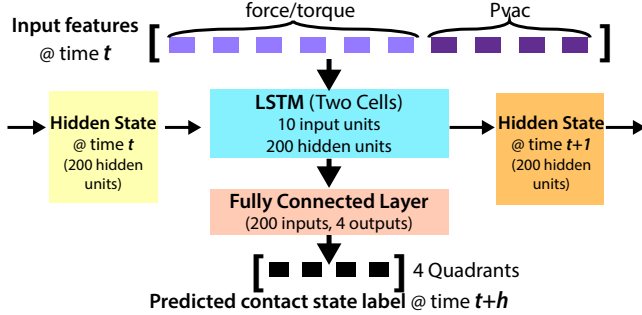 force/torque
Pvac
Input features
@ time t
[ ]
LSTM (Two Cells)
10 input units
200 hidden units
Hidden State
@ time t
(200 hidden
units)
Hidden State
@ time t+1
(200 hidden
units)
Fully Connected Layer
(200 inputs, 4 outputs)
[ ] 4 Quadrants
Predicted contact state label @ time t+h